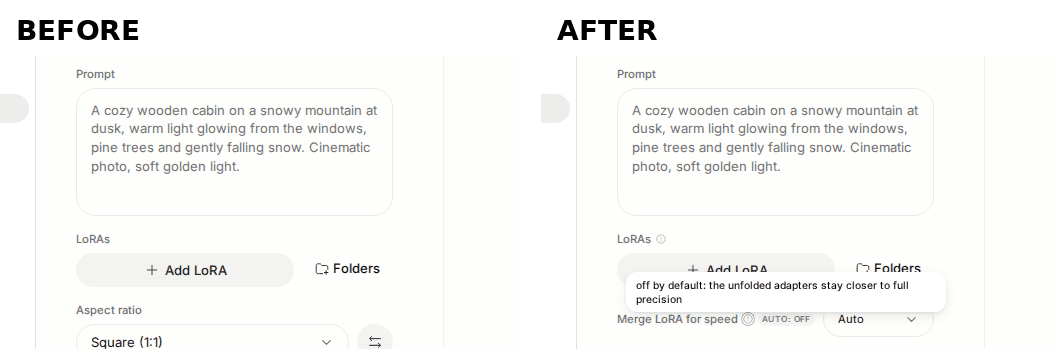 BEFORE
Prompt
A cozy wooden cabin on a snowy mountain at
dusk, warm light glowing from the windows,
pine trees and gently falling snow. Cinematic
photo, soft golden light.
LoRAs
Add LoRA
Folders
Aspect ratio
Square (1:1)
AFTER
Prompt
A cozy wooden cabin on a snowy mountain at
dusk, warm light glowing from the windows,
pine trees and gently falling snow. Cinematic
photo, soft golden light.
LoRAs
Add LoRA
Folders
off by default: the unfolded adapters stay closer to full
precision
Merge LoRA for speed
AUTO: OFF
Auto